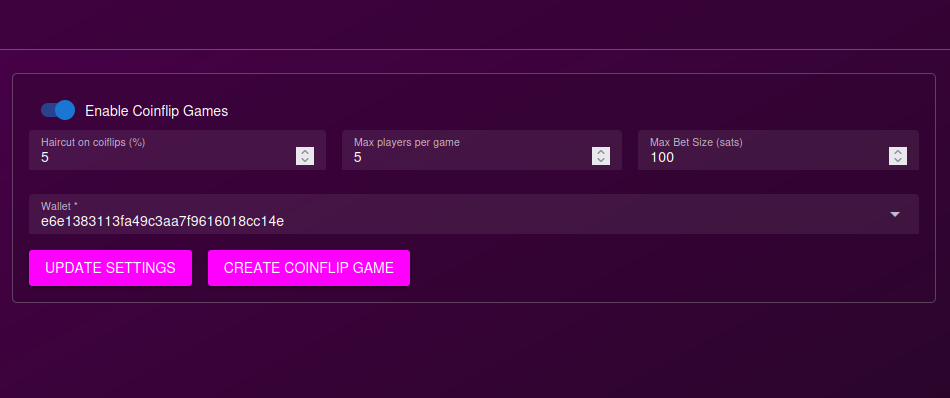 Enable Coinflip Games
Haircut on coiflips (%)
5
Max players per game
5
Max Bet Size (sats)
100
Wallet *
e6e1383113fa49c3aa7f9616018cc14e
UPDATE SETTINGS
CREATE COINFLIP GAME